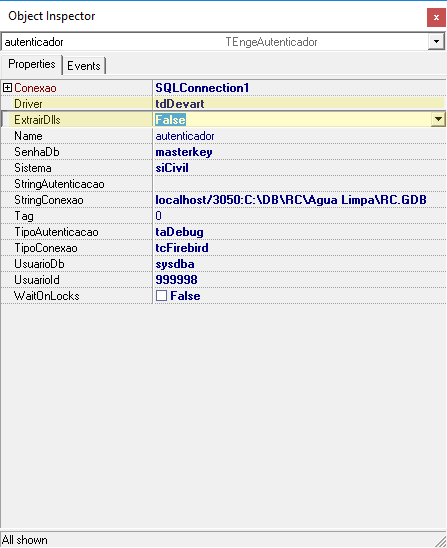 Object Inspector
x
autenticador TEngeAutenticador
Properties Events
Conexao SQLConnection1
Driver tdDevart
ExtrairDlls False
Name autenticador
SenhaDb masterkey
Sistema siCivil
StringAutenticacao
StringConexao localhost/3050:C:\DB\RC\Agua Limpa\RC.GDB
Tag 0
TipoAutenticacao taDebug
TipoConexao tcFirebird
UsuarioDb sysdba
UsuarioId 999998
WaitOnLocks False
All shown